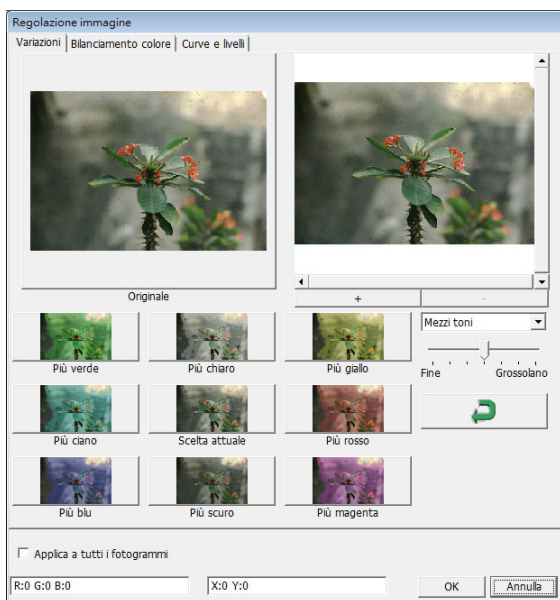 Regolazione immagine
Variazioni Bilanciamento colore Curve e livelli
Originale
+ -
Mezzi toni
Fine Grossolano
Più verde Più chiaro Più giallo
Più ciano Scelta attuale Più rosso
Più blu Più scuro Più magenta
Applica a tutti i fotogrammi
R:0 G:0 B:0 X:0 Y:0 OK Annulla